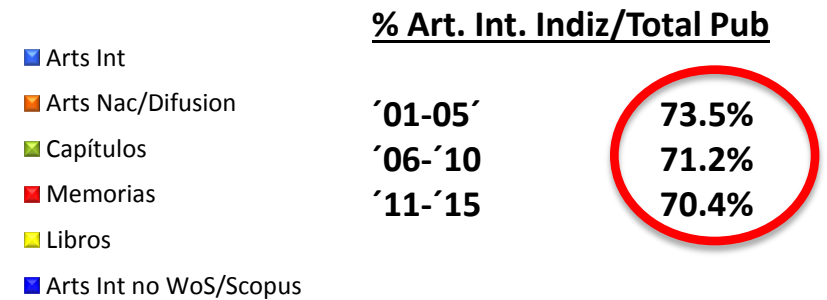 % Art. Int. Indiz/Total Pub
Arts Int
Arts Nac/Difusion
Capítulos
Memorias
Libros
Arts Int no WoS/Scopus
´01-05´ 73.5%
´06-´10 71.2%
´11-´15 70.4%